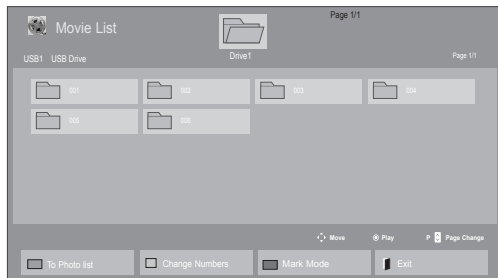 Movie List
Page 1/1
USB1 USB Drive
Drive1
Page 1/1
001 002 003 004
005 006
Move Play P Page Change
To Photo list Change Numbers Mark Mode Exit